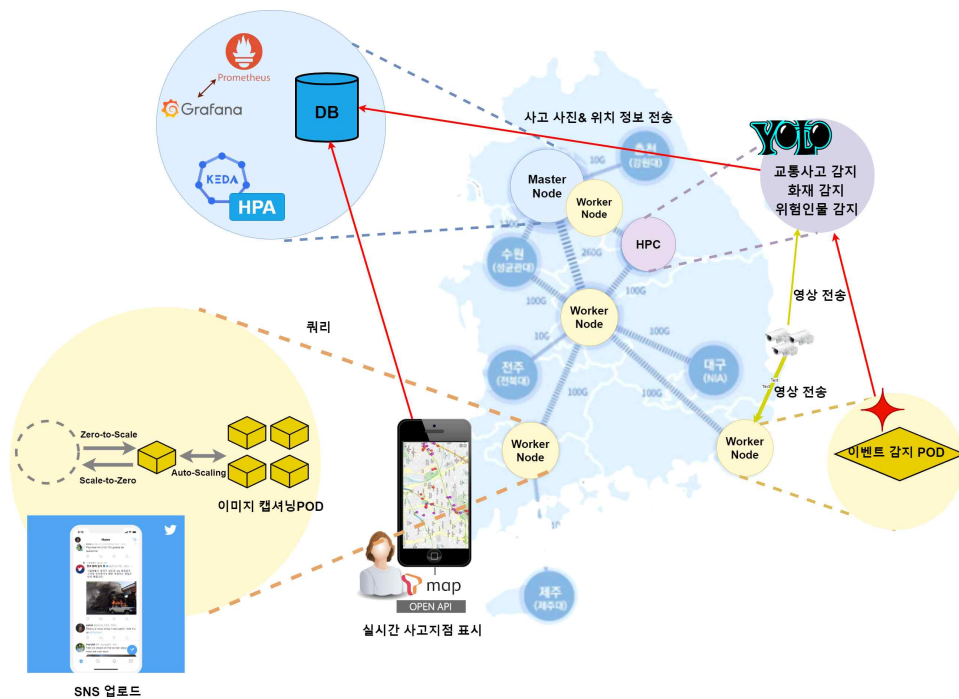 Prometheus
Grafana
DB
KEDA
HPA
사고 사진& 위치 정보 전송
춘천
(강원대)
10G
YOLO
교통사고 감지
화재 감지
위험인물 감지
Master
Node
Worker
Node
HPC
수원
(성균관대)
260G
100G
100G
영상 전송
쿼리
Worker
Node
10G
100G
전주
(전북대)
대구
(NIA)
100G
100G
영상 전송
Zero-to-Scale
Scale-to-Zero
Auto-Scaling
이미지 캡셔닝POD
Worker
Node
Worker
Node
이벤트 감지 POD
map
OPEN API
실시간 사고지점 표시
제주
(제주대)
SNS 업로드